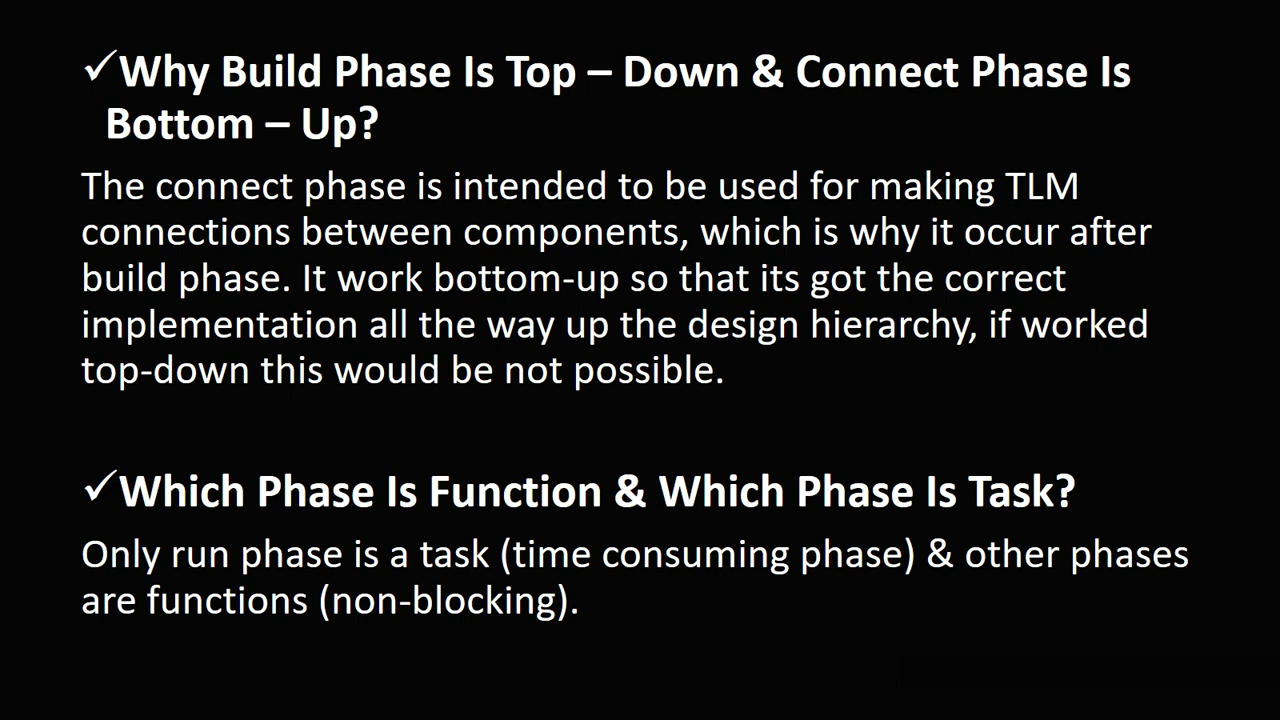 ✓Why Build Phase Is Top – Down & Connect Phase Is
Bottom – Up?
The connect phase is intended to be used for making TLM
connections between components, which is why it occur after
build phase. It work bottom-up so that its got the correct
implementation all the way up the design hierarchy, if worked
top-down this would be not possible.
✓Which Phase Is Function & Which Phase Is Task?
Only run phase is a task (time consuming phase) & other phases
are functions (non-blocking).